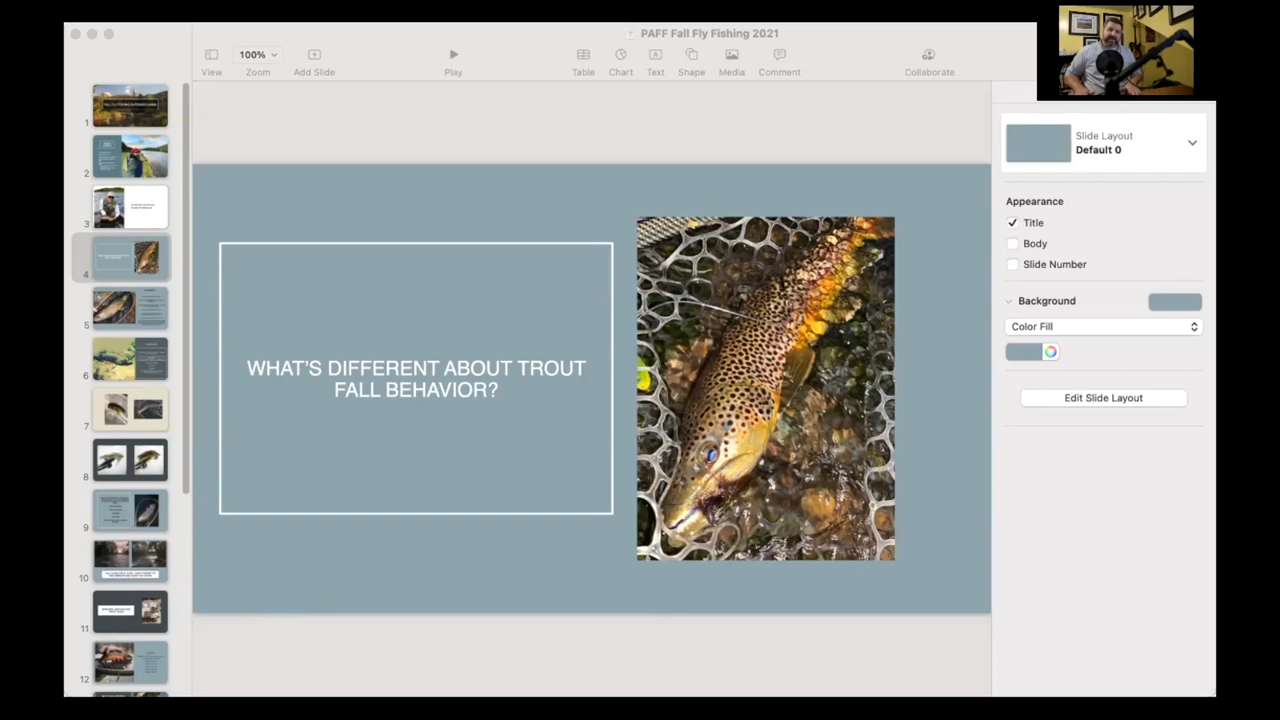 PAFF Fall Fly Fishing 2021
100%
View
Zoom
Add Slide
Play
Table
Chart
Text
Shape
Media
Comment
Collaborate
1
2
3
4
5
6
7
8
9
10
11
12
WHAT'S DIFFERENT ABOUT TROUT
FALL BEHAVIOR?
Slide Layout
Default 0
Appearance
Title
Body
Slide Number
Background
Color Fill
Edit Slide Layout